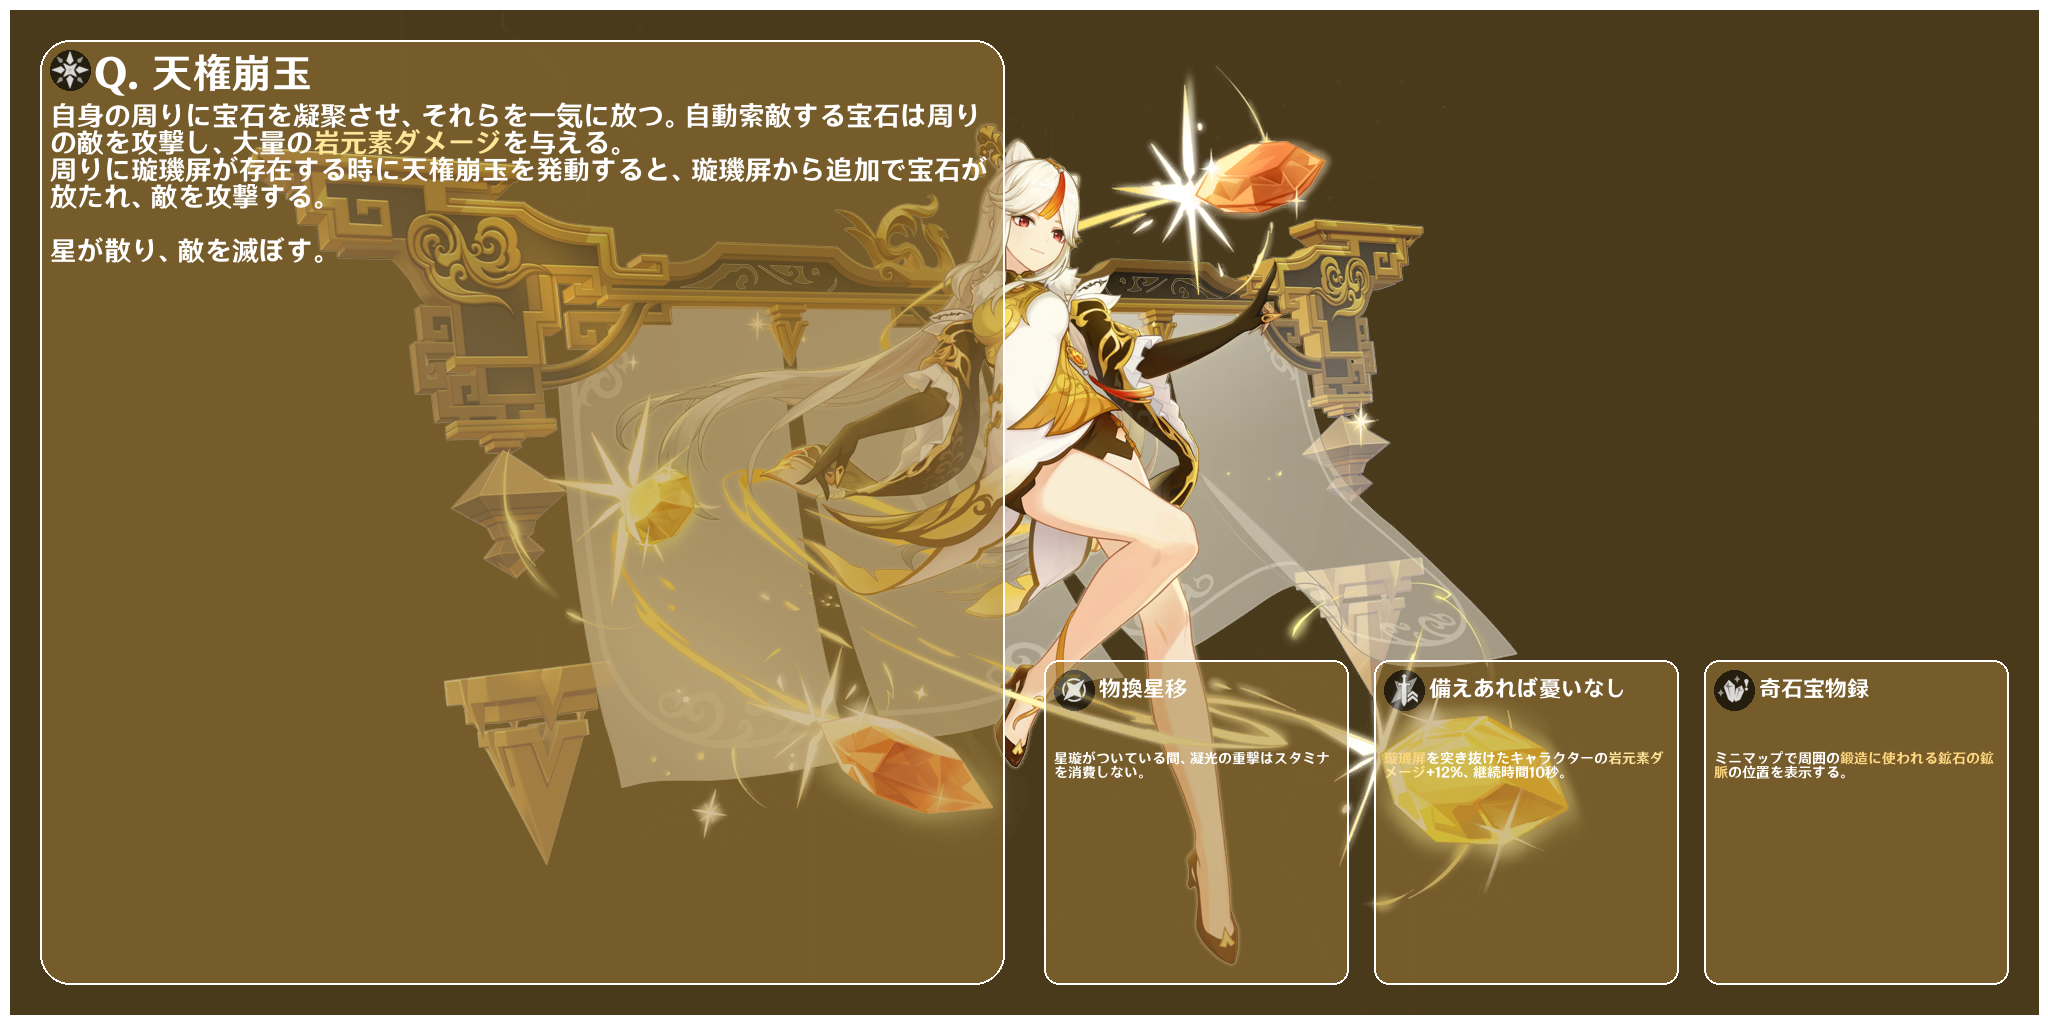 Q. 天権崩玉
自身の周りに宝石を凝聚させ、それらを一気に放つ。自動索敵する宝石は周り
の敵を攻撃し、大量の岩元素ダメージを与える。
周りに璇璣屏が存在する時に天権崩玉を発動すると、璇璣屏から追加で宝石が
放たれ、敵を攻撃する。
星が散り、敵を滅ぼす。
物換星移
星璇がついている間、凝光の重撃はスタミナ
を消費しない。
備えあれば憂いなし
璇璣屏を突き抜けたキャラクターの岩元素ダ
メージ+12%、継続時間10秒。
奇石宝物録
ミニマップで周囲の鍛造に使われる鉱石の鉱
脈の位置を表示する。